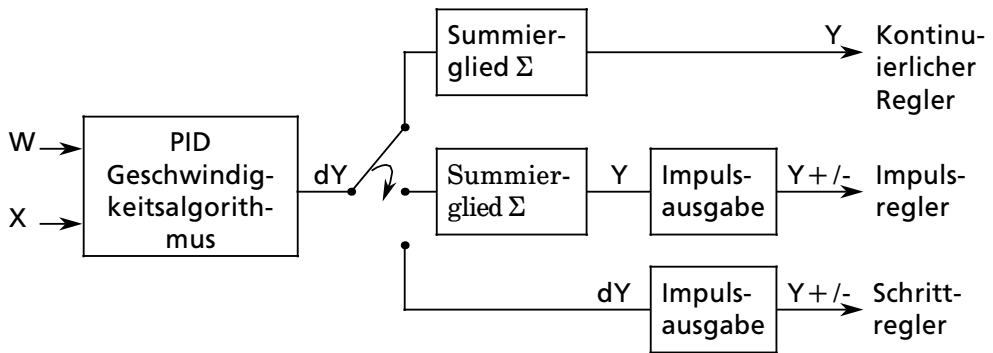 Summier-
glied Σ
Y
Kontinu-
ierlicher
Regler
W
X
PID
Geschwindig-
keitsalgorith-
mus
dY
Summier-
glied Σ
Y
Impuls-
ausgabe
Y+/-
Impuls-
regler
dY
Impuls-
ausgabe
Y+/-
Schritt-
regler